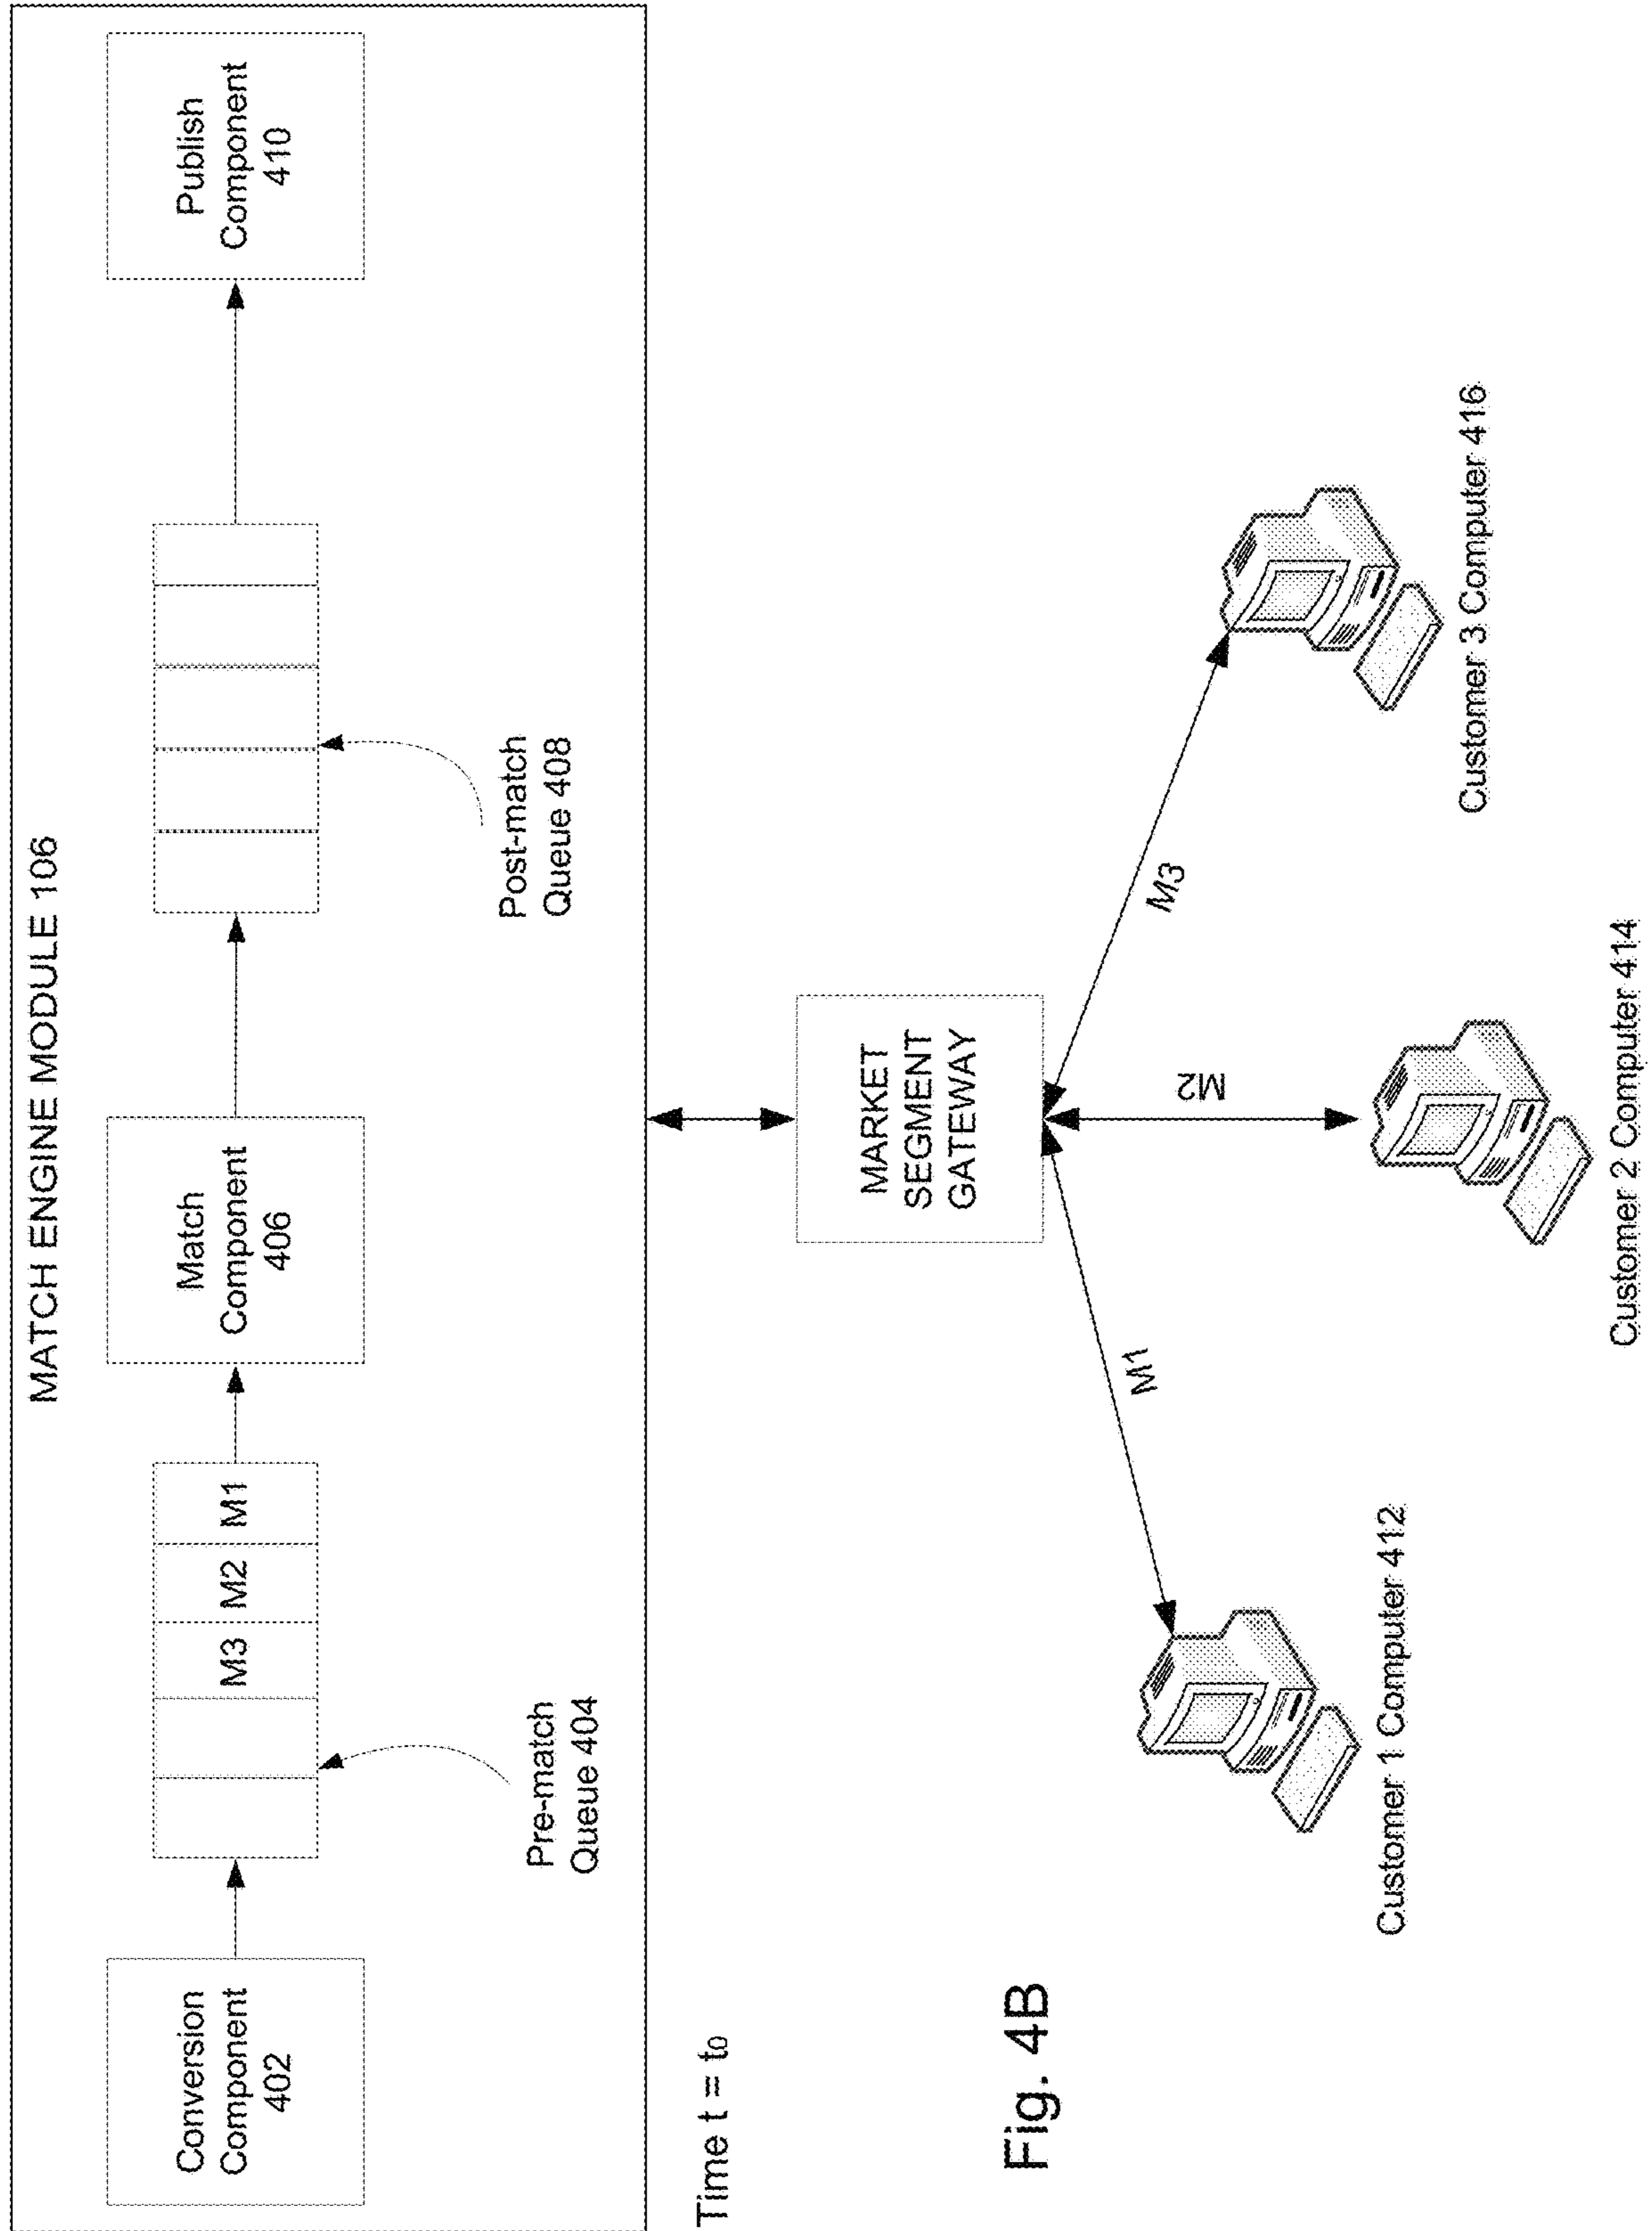 MATCH ENGINE MODULE 106
Conversion
Component
402
M3
M2
M1
Match
Component
406
Publish
Component
410
Pre-match
Queue 404
Post-match
Queue 408
Time t = t0
MARKET
SEGMENT
GATEWAY
M1
M2
M3
Customer 1 Computer 412
Customer 2 Computer 414
Customer 3 Computer 416
Fig. 4B